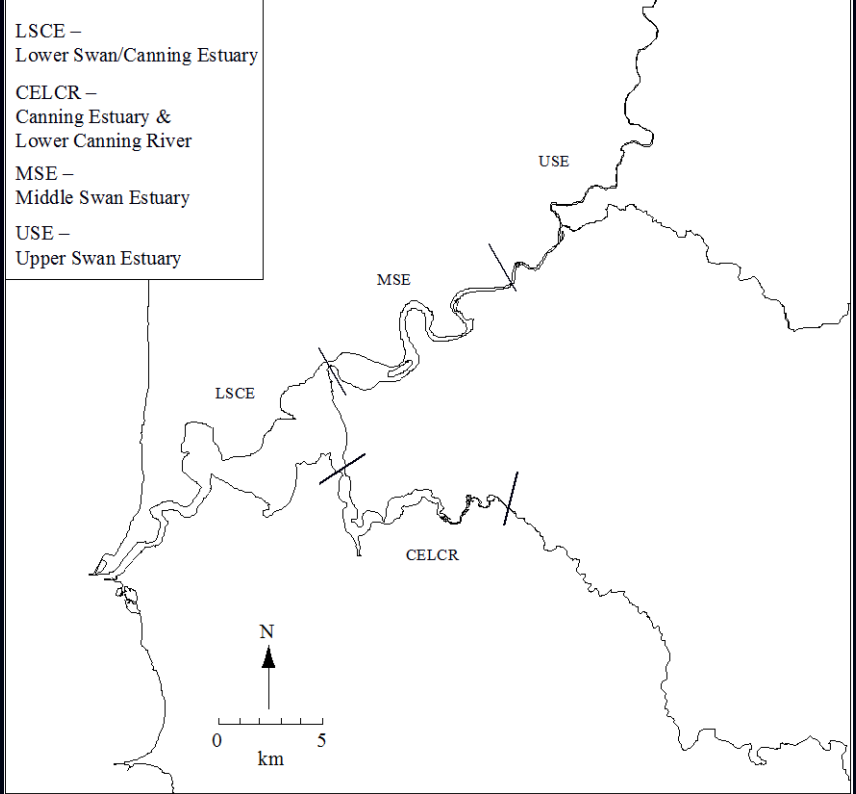 LSCE –
Lower Swan/Canning Estuary
CELCR –
Canning Estuary &
Lower Canning River
MSE –
Middle Swan Estuary
USE –
Upper Swan Estuary
USE
MSE
LSCE
CELCR
N
0 5
km